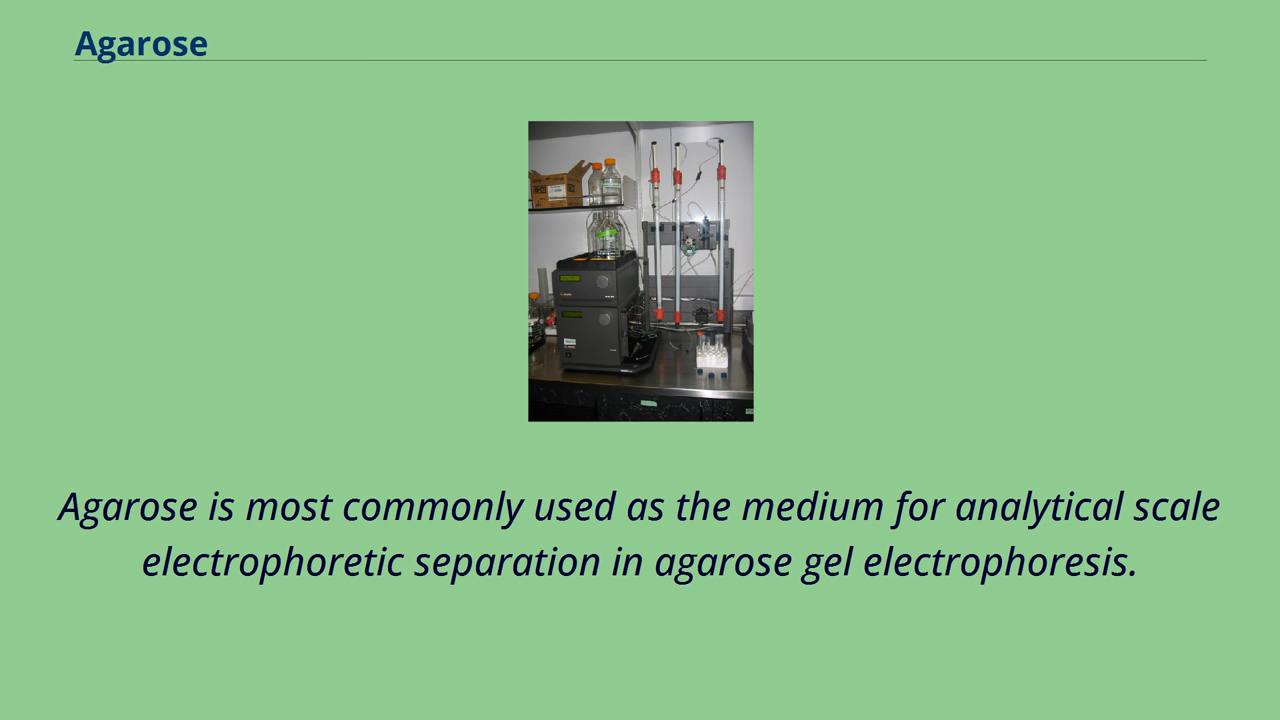 Agarose
Agarose is most commonly used as the medium for analytical scale
electrophoretic separation in agarose gel electrophoresis.